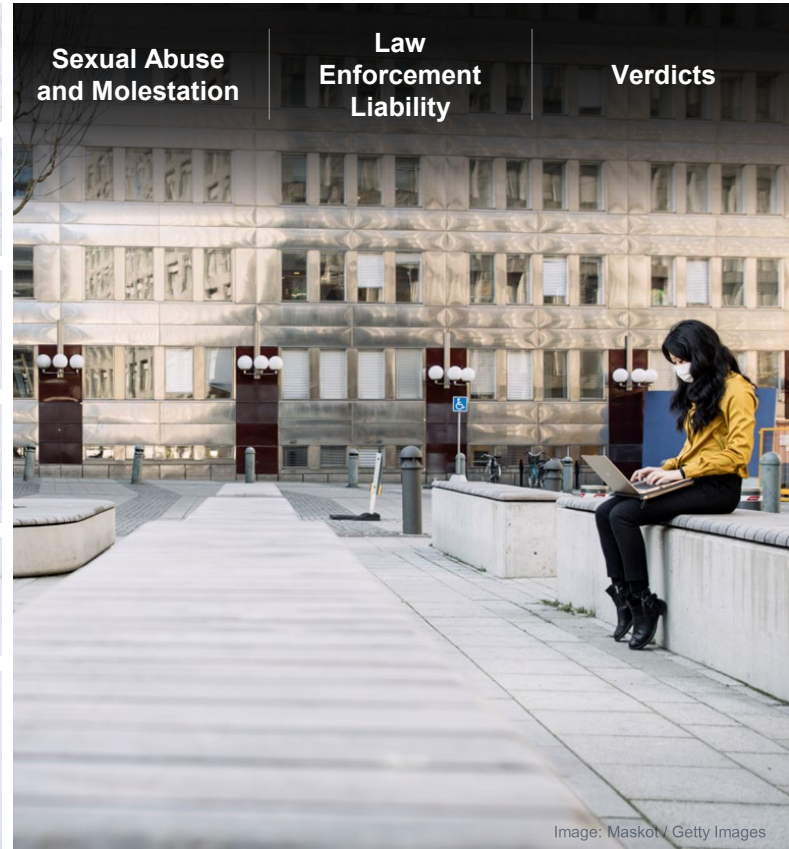 Sexual Abuse
and Molestation
Law
Enforcement
Liability
Verdicts
Image: Maskot / Getty Images